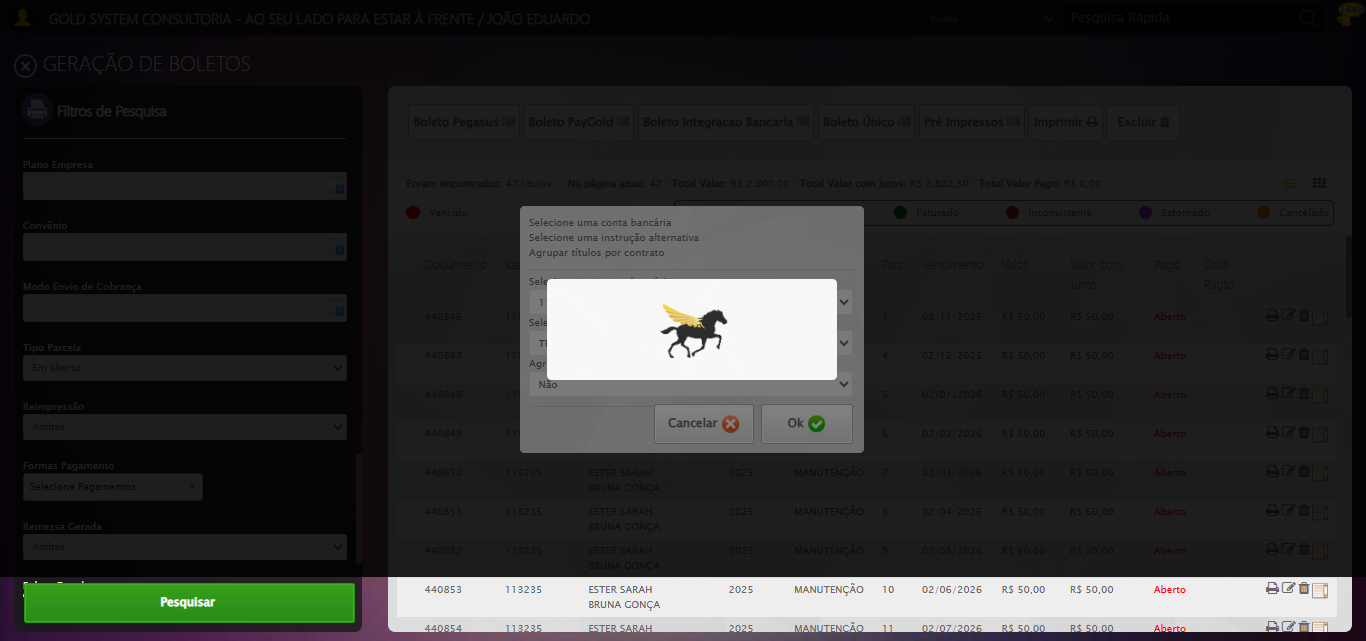 GOLD SYSTEM CONSULTORIA - AO SEU LADO PARA ESTAR À FRENTE / JOÃO EDUARDO
Nome
Pesquisa Rapida
GERAÇÃO DE BOLETOS
Filtros de Pesquisa
Plano Empresa
Convênio
Modo Envio de Cobrança
Tipo Parcela
Em aberto
Reimpressão
Ambas
Formas Pagamento
Selecione Pagamentos
Remessa Gerada
Ambas
Pesquisar
Boleto Pegasus
Boleto PayGold
Boleto Integracao Bancaria
Boleto Único
Pré Impressos
Imprimir
Excluir
Foram encontrados: 47 títulos. Na página atual: 47 | Total Valor: R$ 2.800,00 | Total Valor com Juros: R$ 2.802,50 | Total Valor Pago: R$ 0,00
Vencido
Faturado
Inconsistente
Estornado
Cancelado
Selecione uma conta bancária
Selecione uma instrução alternativa
Agrupar títulos por contrato
Não
Cancelar
Ok
Documento
Parc
Vencimento
Valor
Valor com Juros
Pago
Data Pagto
440846 3 02/11/2025 R$ 50,00 R$ 50,00 Aberto
440847 4 02/12/2025 R$ 50,00 R$ 50,00 Aberto
440848 5 02/01/2026 R$ 50,00 R$ 50,00 Aberto
440849 6 02/02/2026 R$ 50,00 R$ 50,00 Aberto
440850 113235 ESTER SARAH 2025 MANUTENÇÃO 7 02/03/2026 R$ 50,00 R$ 50,00 Aberto
BRUNA GONÇA
440851 113235 ESTER SARAH 2025 MANUTENÇÃO 8 02/04/2026 R$ 50,00 R$ 50,00 Aberto
BRUNA GONÇA
440852 113235 ESTER SARAH 2025 MANUTENÇÃO 9 02/05/2026 R$ 50,00 R$ 50,00 Aberto
BRUNA GONÇA
440853 113235 ESTER SARAH 2025 MANUTENÇÃO 10 02/06/2026 R$ 50,00 R$ 50,00 Aberto
BRUNA GONÇA
440854 113235 ESTER SARAH 2025 MANUTENÇÃO 11 02/07/2026 R$ 50,00 R$ 50,00 Aberto